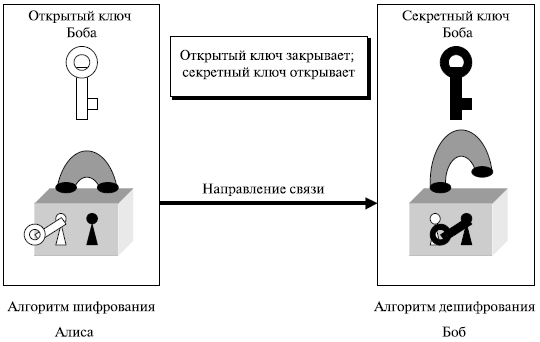 Открытый ключ
Боба
Открытый ключ закрывает;
секретный ключ открывает
Секретный ключ
Боба
Направление связи
Алгоритм шифрования
Алиса
Алгоритм дешифрования
Боб